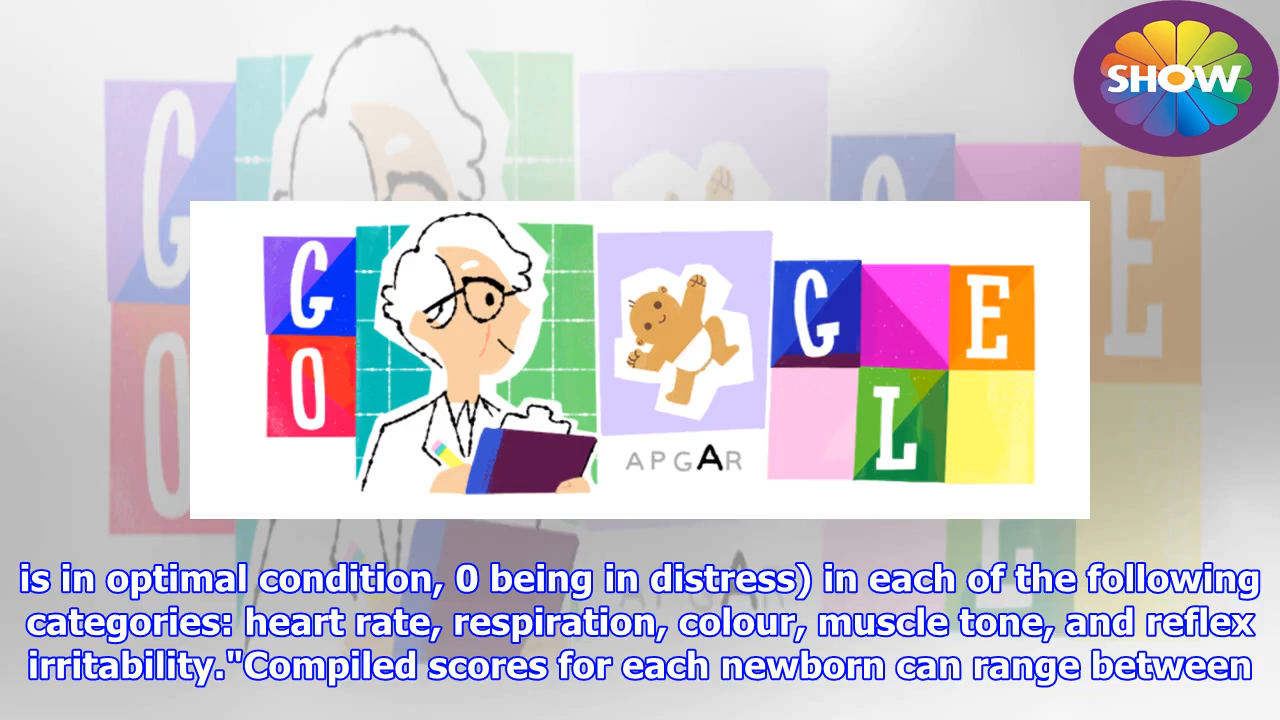 SHOW
G
O
G
E
L
APGAR
is in optimal condition, 0 being in distress) in each of the following
categories: heart rate, respiration, colour, muscle tone, and reflex
irritability."Compiled scores for each newborn can range between